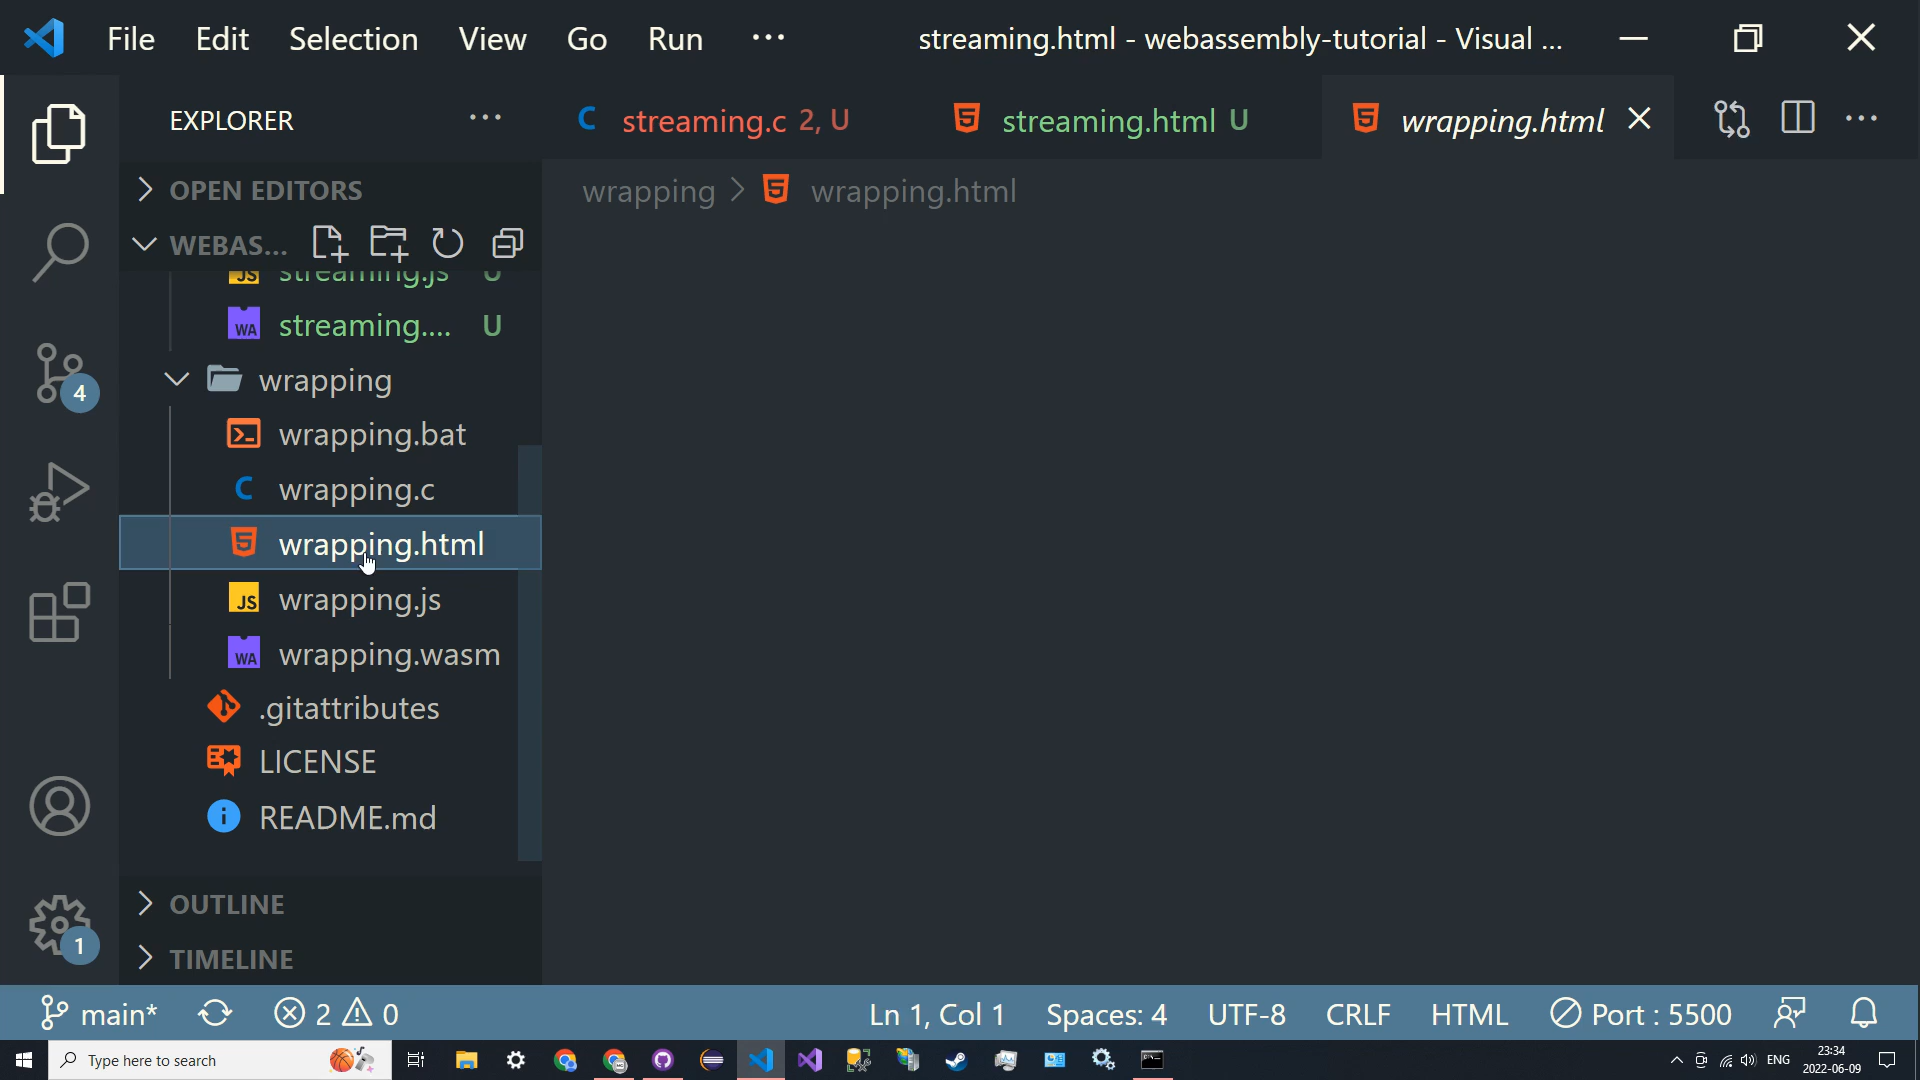 File Edit Selection View Go Run ··· streaming.html - webassembly-tutorial - Visual ...
EXPLORER
streaming.c 2, U
streaming.html U
wrapping.html
OPEN EDITORS
wrapping > wrapping.html
WEBAS...
streaming.js U
streaming.... U
wrapping
wrapping.bat
wrapping.c
wrapping.html
wrapping.js
wrapping.wasm
.gitattributes
LICENSE
README.md
OUTLINE
TIMELINE
4
1
main* 2 0 Ln 1, Col 1 Spaces: 4 UTF-8 CRLF HTML Port : 5500
Type here to search
ENG
23:34
2022-06-09